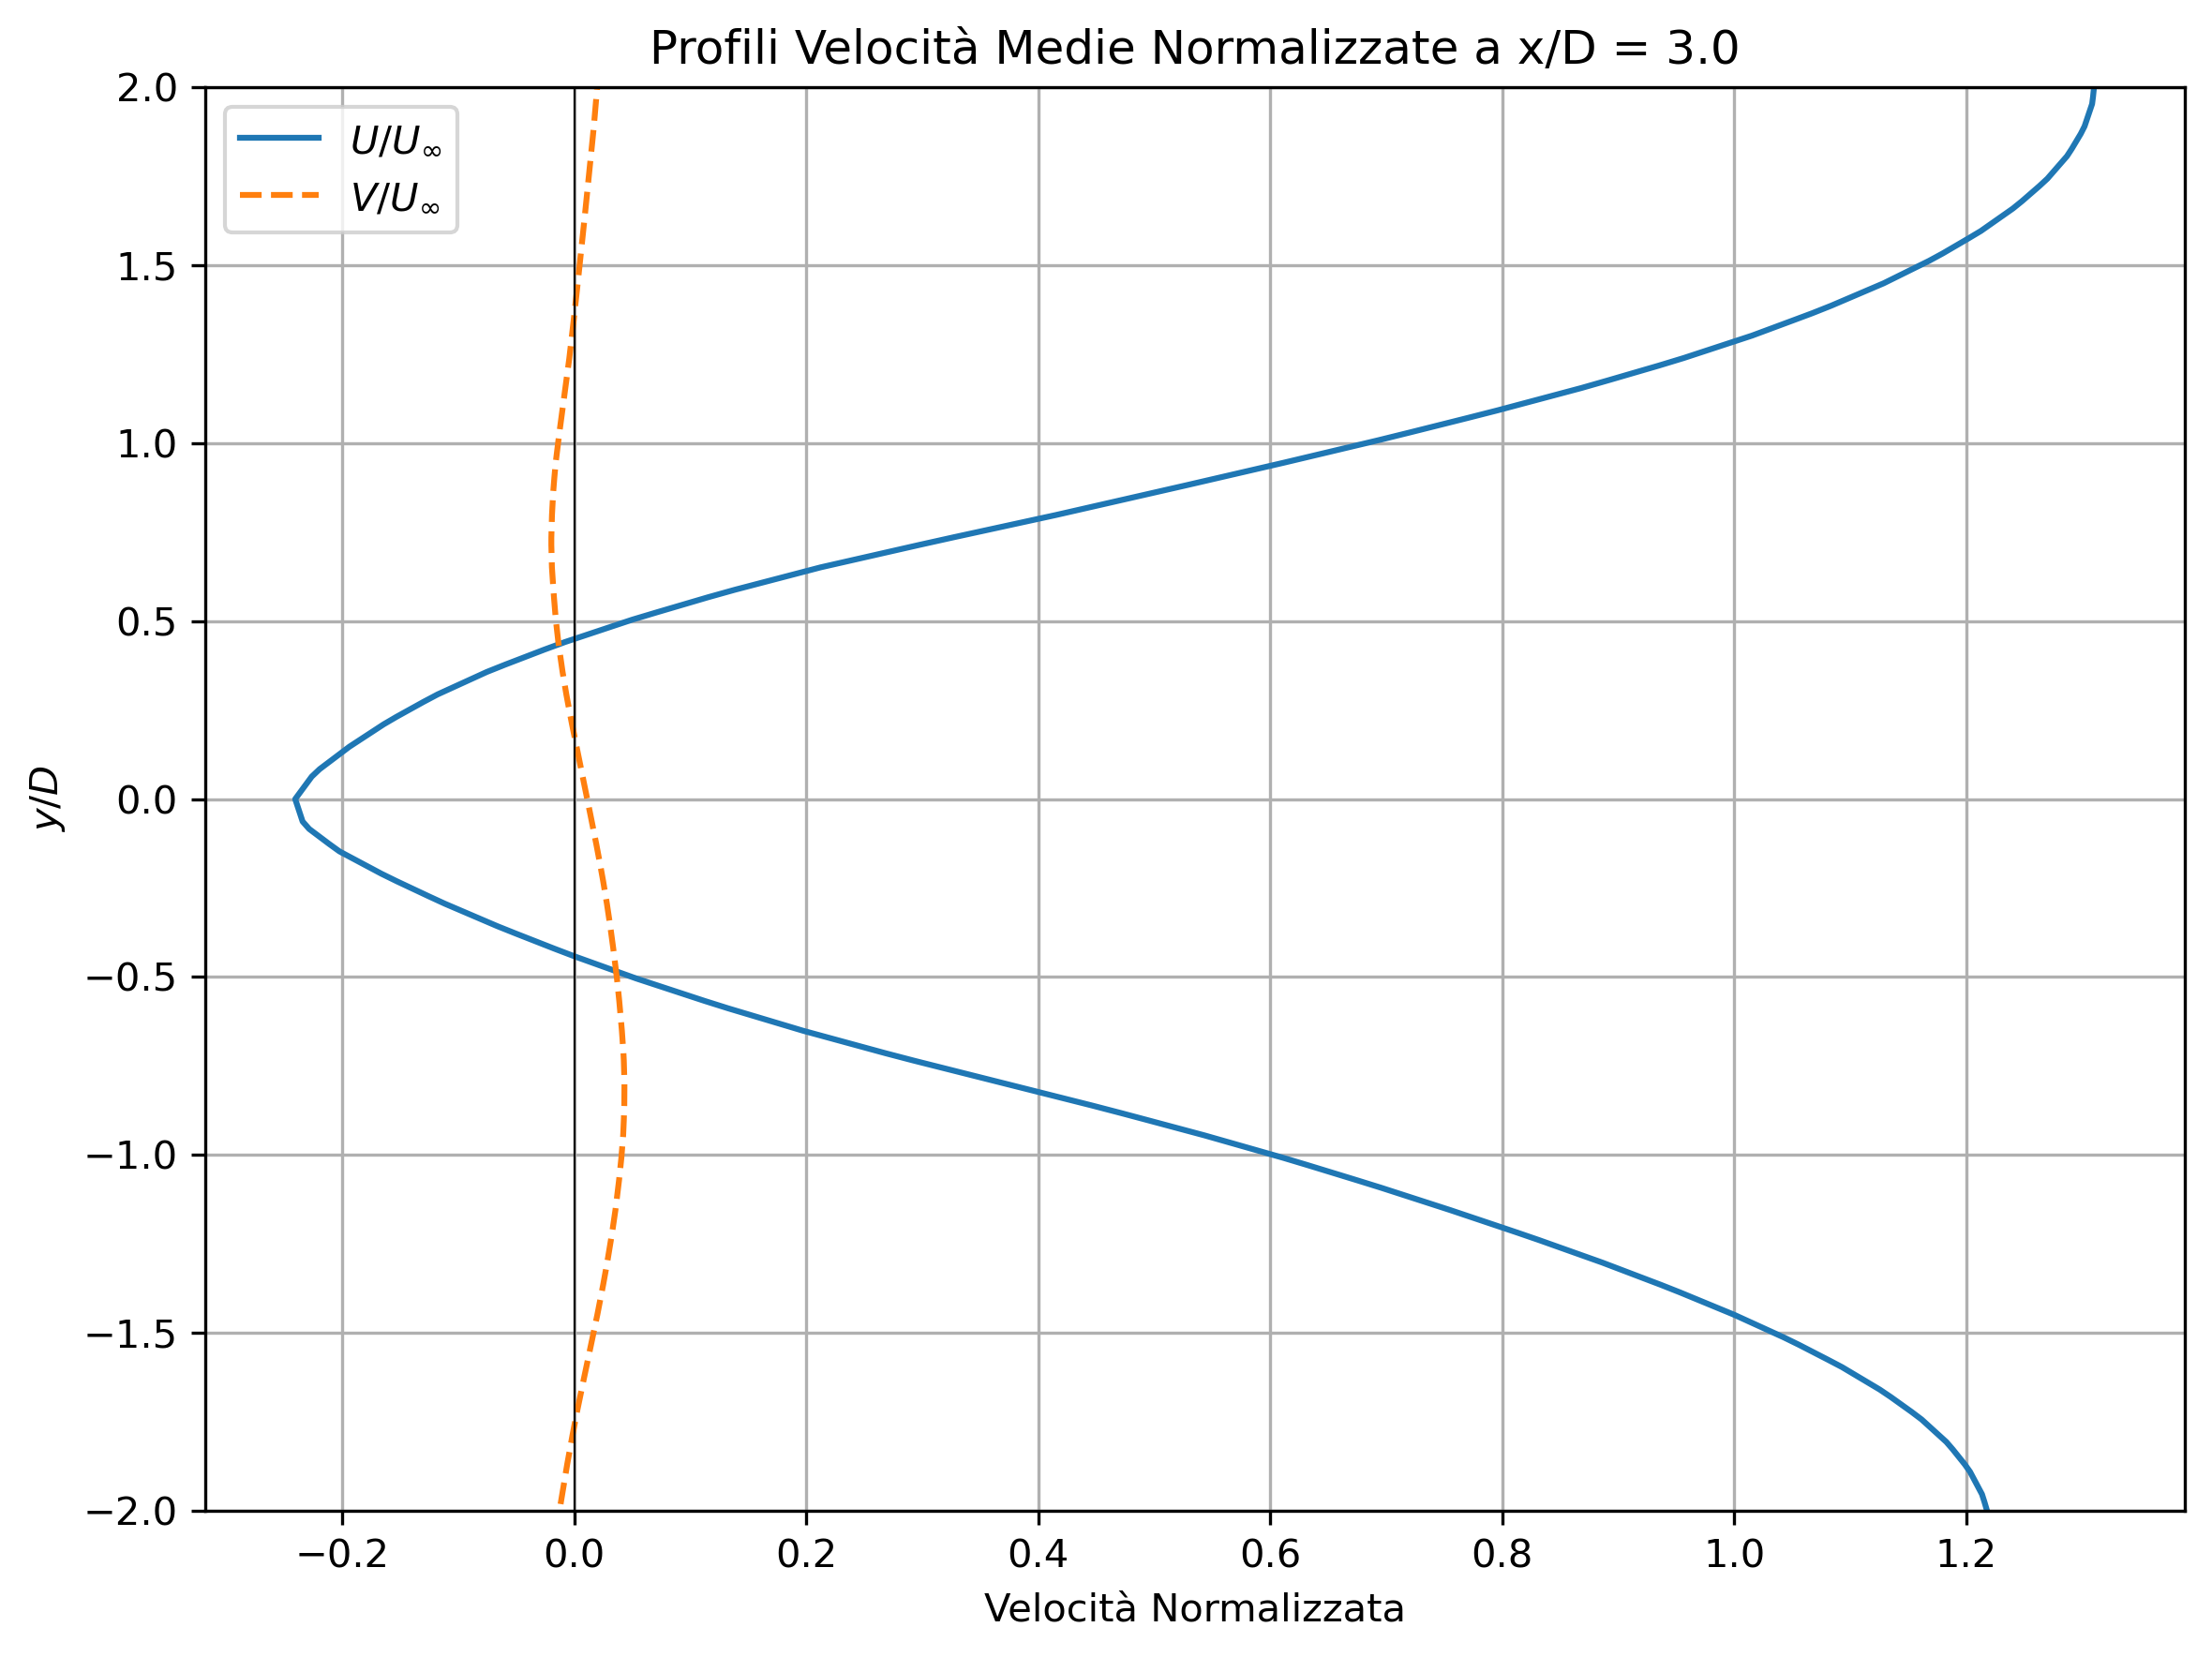 Profili Velocità Medie Normalizzate a x/D = 3.0
U/U∞
V/U∞
2.0
1.5
1.0
0.5
0.0
−0.5
−1.0
−1.5
−2.0
y/D
−0.2 0.0 0.2 0.4 0.6 0.8 1.0 1.2
Velocità Normalizzata